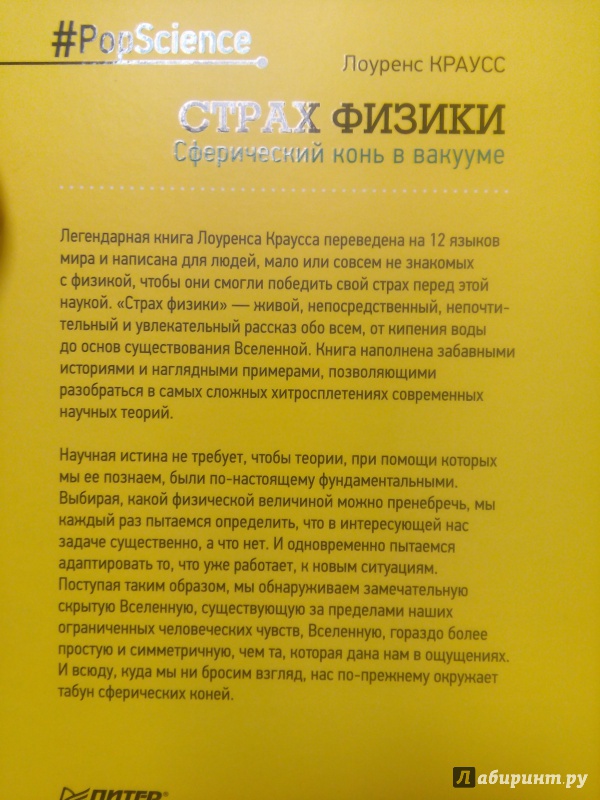 #PopScience
Лоуренс КРАУСС
СТРАХ ФИЗИКИ
Сферический конь в вакууме
Легендарная книга Лоуренса Краусса переведена на 12 языков
мира и написана для людей, мало или совсем не знакомых
с физикой, чтобы они смогли победить свой страх перед этой
наукой. «Страх физики» — живой, непосредственный, непочти-
тельный и увлекательный рассказ обо всем, от кипения воды
до основ существования Вселенной. Книга наполнена забавными
историями и наглядными примерами, позволяющими
разобраться в самых сложных хитросплетениях современных
научных теорий.
Научная истина не требует, чтобы теории, при помощи которых
мы ее познаем, были по-настоящему фундаментальными.
Выбирая, какой физической величиной можно пренебречь, мы
каждый раз пытаемся определить, что в интересующей нас
задаче существенно, а что нет. И одновременно пытаемся
адаптировать то, что уже работает, к новым ситуациям.
Поступая таким образом, мы обнаруживаем замечательную
скрытую Вселенную, существующую за пределами наших
ограниченных человеческих чувств, Вселенную, гораздо более
простую и симметричную, чем та, которая дана нам в ощущениях.
И всюду, куда мы ни бросим взгляд, нас по-прежнему окружает
табун сферических коней.
ПИТЕР®
Лабиринт.ру